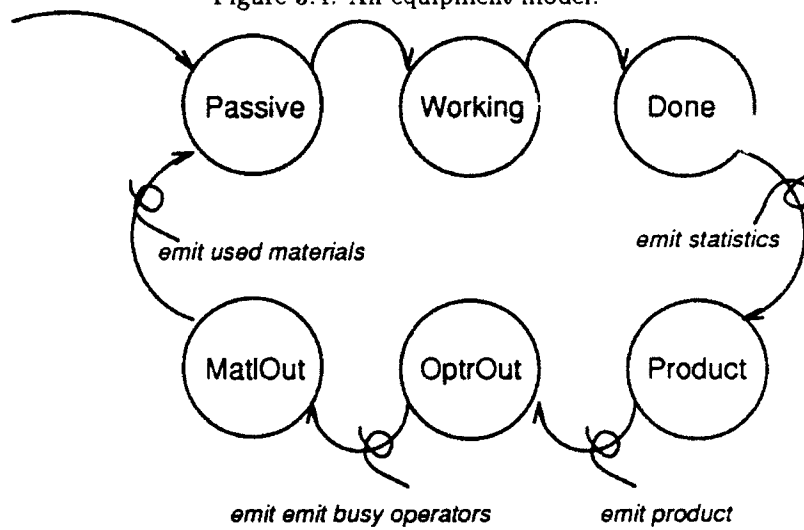 Figure 3.4: An equipment model.
Passive Working Done
emit used materials emit statistics
MatlOut OptrOut Product
emit emit busy operators emit product